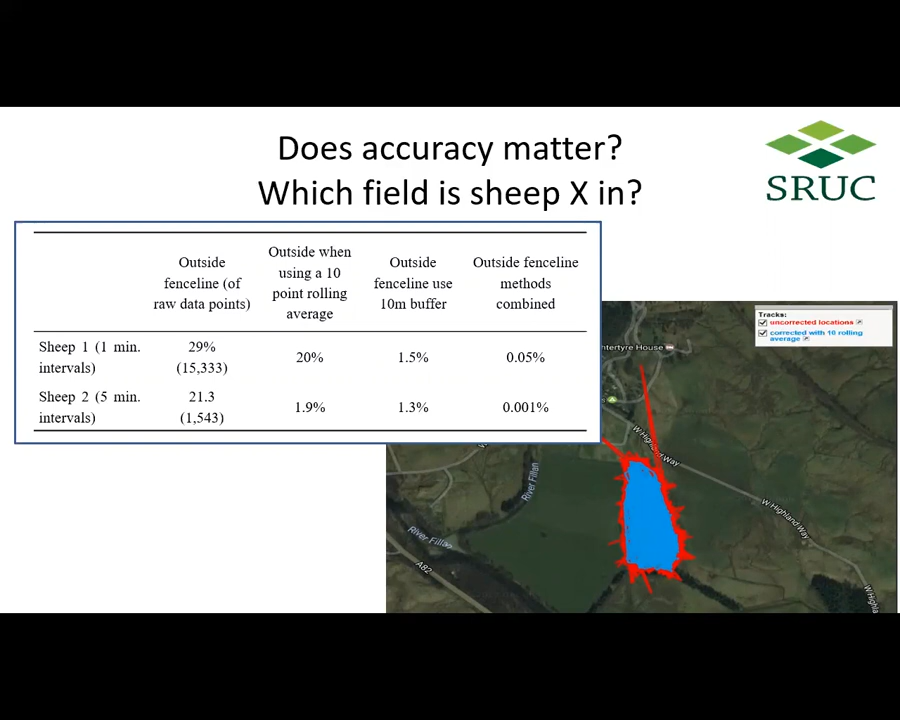 Does accuracy matter?
Which field is sheep X in?
SRUC
Outside
fenceline (of
raw data points)
Outside when
using a 10
point rolling
average
Outside
fenceline use
10m buffer
Outside fenceline
methods
combined
Sheep 1 (1 min.
intervals)
29%
(15,333)
20%
1.5%
0.05%
Sheep 2 (5 min.
intervals)
21.3
(1,543)
1.9%
1.3%
0.001%
Tracks:
uncorrected locations
corrected with 10 rolling
average
ntertyre House
W Highland Way
W Highland Way
W Highla
River Fillan
River Fillan
A82